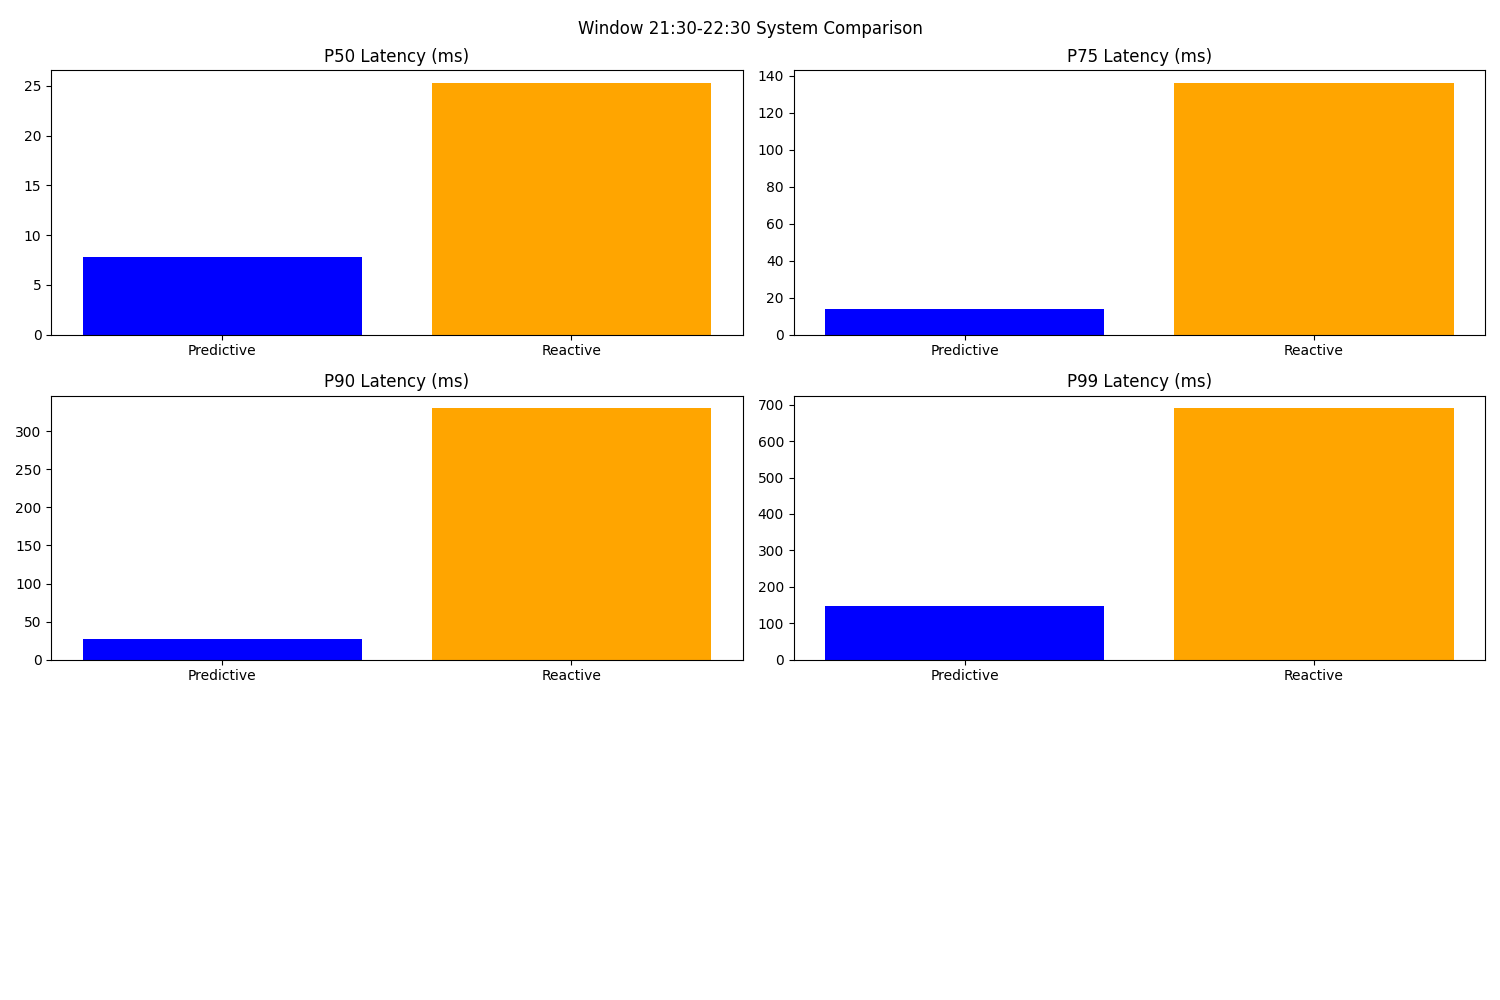 Window 21:30-22:30 System Comparison
P50 Latency (ms)
25
20
15
10
5
0
Predictive
Reactive
P75 Latency (ms)
140
120
100
80
60
40
20
0
Predictive
Reactive
P90 Latency (ms)
300
250
200
150
100
50
0
Predictive
Reactive
P99 Latency (ms)
700
600
500
400
300
200
100
0
Predictive
Reactive